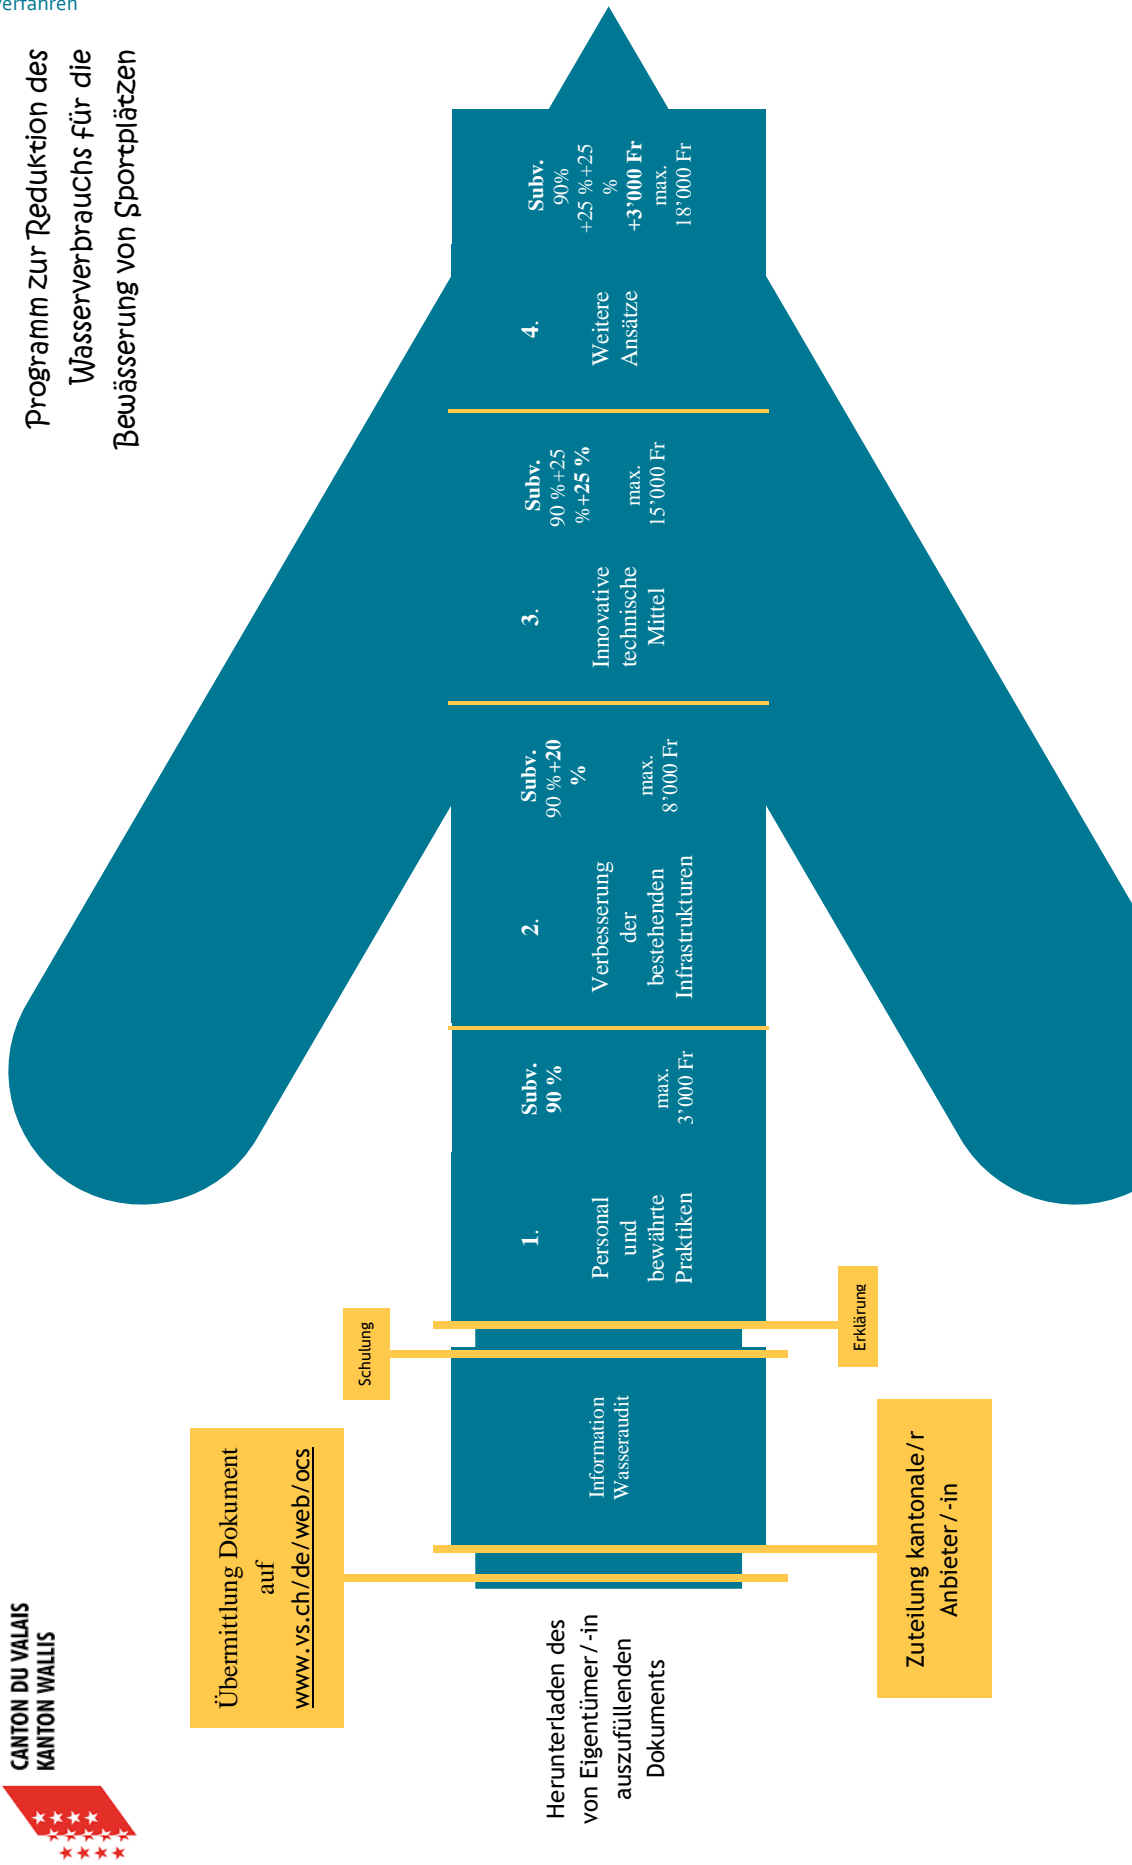 verfahren
CANTON DU VALAIS
KANTON WALLIS
Programm zur Reduktion des
Wasserverbrauchs für die
Bewässerung von Sportplätzen
Übermittlung Dokument
auf
www.vs.ch/de/web/ocs
Herunterladen des
von Eigentümer/-in
auszufüllenden
Dokuments
Zuteilung kantonale/r
Anbieter/-in
Information
Wasseraudit
Schulung
Erklärung
1.
Personal
und
bewährte
Praktiken
Subv.
90 %
max.
3’000 Fr
2.
Verbesserung
der
bestehenden
Infrastrukturen
Subv.
90 %+20
%
max.
8’000 Fr
3.
Innovative
technische
Mittel
Subv.
90 %+25
%+25 %
max.
15’000 Fr
4.
Weitere
Ansätze
Subv.
90%
+25 %+25
%
+3’000 Fr
max.
18’000 Fr